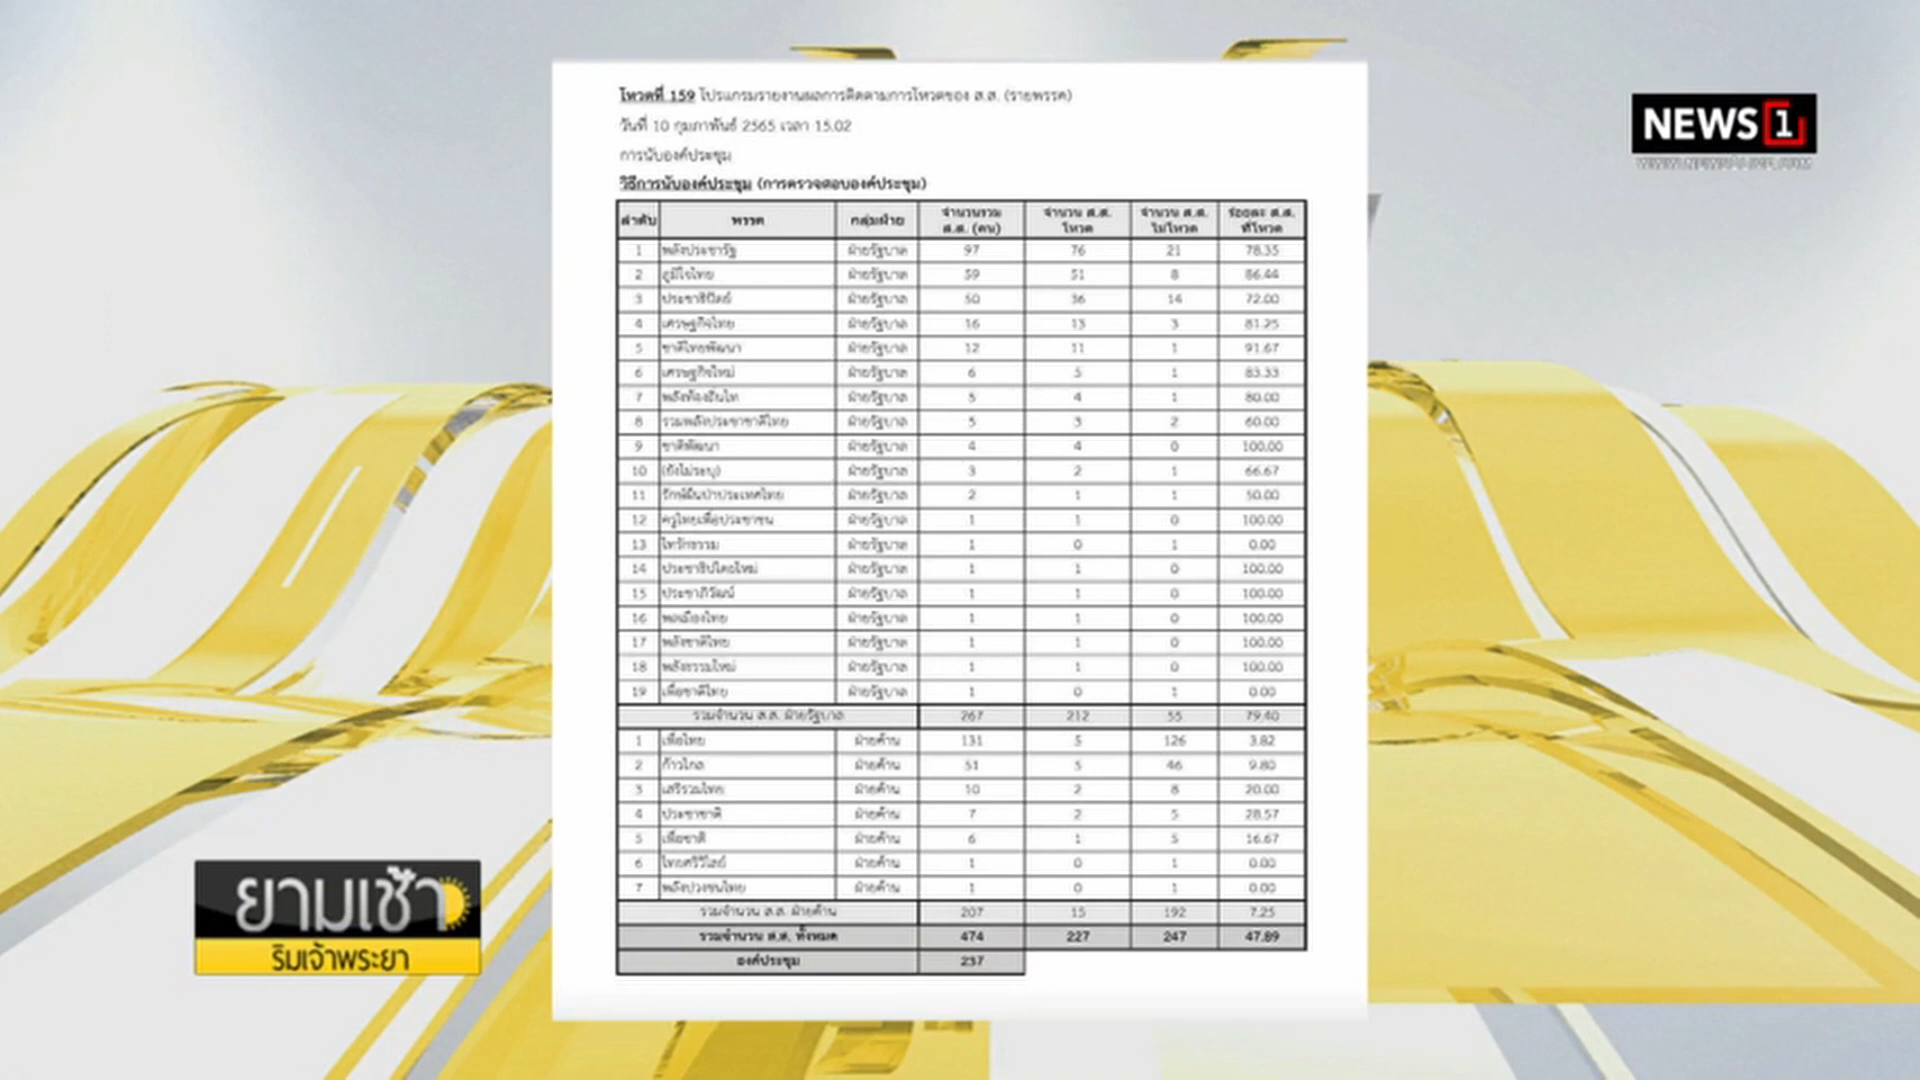 โหวตที่ 159 โปรแกรมรายงานผลการติดตามการโหวตของ ส.ส. (รายพรรค)
วันที่ 10 กุมภาพันธ์ 2565 เวลา 15.02
การนับองค์ประชุม
วิธีการนับองค์ประชุม (การตรวจสอบองค์ประชุม)
ลำดับ พรรค กลุ่มฝ่าย จำนวนรวม ส.ส. (คน) จำนวน ส.ส. โหวต จำนวน ส.ส. ไม่โหวต ร้อยละ ส.ส. ที่โหวต
1 พลังประชารัฐ ฝ่ายรัฐบาล 97 76 21 78.35
2 ภูมิใจไทย ฝ่ายรัฐบาล 59 51 8 86.44
3 ประชาธิปัตย์ ฝ่ายรัฐบาล 50 36 14 72.00
4 เศรษฐกิจไทย ฝ่ายรัฐบาล 16 13 3 81.25
5 ชาติไทยพัฒนา ฝ่ายรัฐบาล 12 11 1 91.67
6 เศรษฐกิจใหม่ ฝ่ายรัฐบาล 6 5 1 83.33
7 พลังท้องถิ่นไท ฝ่ายรัฐบาล 5 4 1 80.00
8 รวมพลังประชาชาติไทย ฝ่ายรัฐบาล 5 3 2 60.00
9 ชาติพัฒนา ฝ่ายรัฐบาล 4 4 0 100.00
10 (ยังไม่ระบุ) ฝ่ายรัฐบาล 3 2 1 66.67
11 รักษ์ผืนป่าประเทศไทย ฝ่ายรัฐบาล 2 1 1 50.00
12 ครูไทยเพื่อประชาชน ฝ่ายรัฐบาล 1 1 0 100.00
13 ไทรักธรรม ฝ่ายรัฐบาล 1 0 1 0.00
14 ประชาธิปไตยใหม่ ฝ่ายรัฐบาล 1 1 0 100.00
15 ประชาภิวัฒน์ ฝ่ายรัฐบาล 1 1 0 100.00
16 พลเมืองไทย ฝ่ายรัฐบาล 1 1 0 100.00
17 พลังชาติไทย ฝ่ายรัฐบาล 1 1 0 100.00
18 พลังธรรมใหม่ ฝ่ายรัฐบาล 1 1 0 100.00
19 เพื่อชาติไทย ฝ่ายรัฐบาล 1 0 1 0.00
รวมจำนวน ส.ส. ฝ่ายรัฐบาล 267 212 55 79.40
1 เพื่อไทย ฝ่ายค้าน 131 5 126 3.82
2 ก้าวไกล ฝ่ายค้าน 51 5 46 9.80
3 เสรีรวมไทย ฝ่ายค้าน 10 2 8 20.00
4 ประชาชาติ ฝ่ายค้าน 7 2 5 28.57
5 เพื่อชาติ ฝ่ายค้าน 6 1 5 16.67
6 ไทยศรีวิไลย์ ฝ่ายค้าน 1 0 1 0.00
7 พลังปวงชนไทย ฝ่ายค้าน 1 0 1 0.00
รวมจำนวน ส.ส. ฝ่ายค้าน 207 15 192 7.25
รวมจำนวน ส.ส. ทั้งหมด 474 227 247 47.89
องค์ประชุม 237
NEWS 1
ยามเช้า
ริมเจ้าพระยา